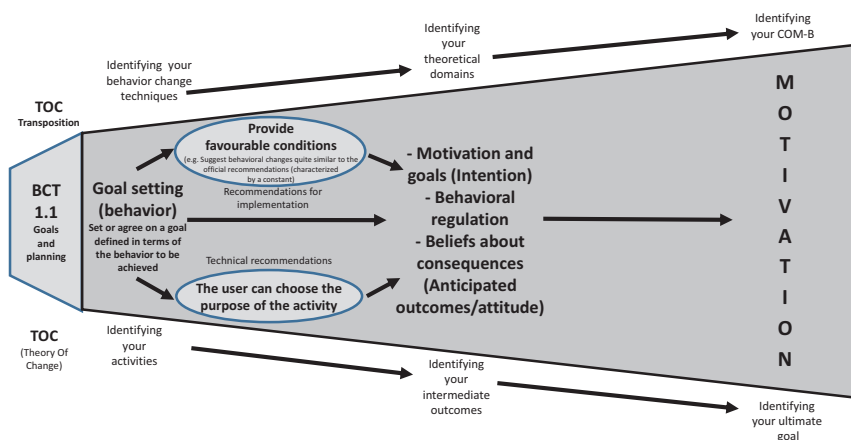 Identifying your
behavior change
techniques
Identifying
your
theoretical
domains
Identifying
your COM-B
TOC
Transposition
BCT
1.1
Goals
and
planning
Goal setting
(behavior)
Set or agree on a goal
defined in terms of
the behavior to be
achieved
Provide
favourable conditions
(e.g. Suggest behavioral changes quite similar to the
official recommendations (characterized
by a constant)
Recommendations for
implementation
Technical recommendations
The user can choose the
purpose of the activity
- Motivation and
goals (Intention)
- Behavioral
regulation
- Beliefs about
consequences
(Anticipated
outcomes/attitude)
M
O
T
I
V
A
T
I
O
N
TOC
(Theory Of
Change)
Identifying
your
activities
Identifying
your
intermediate
outcomes
Identifying
your ultimate
goal